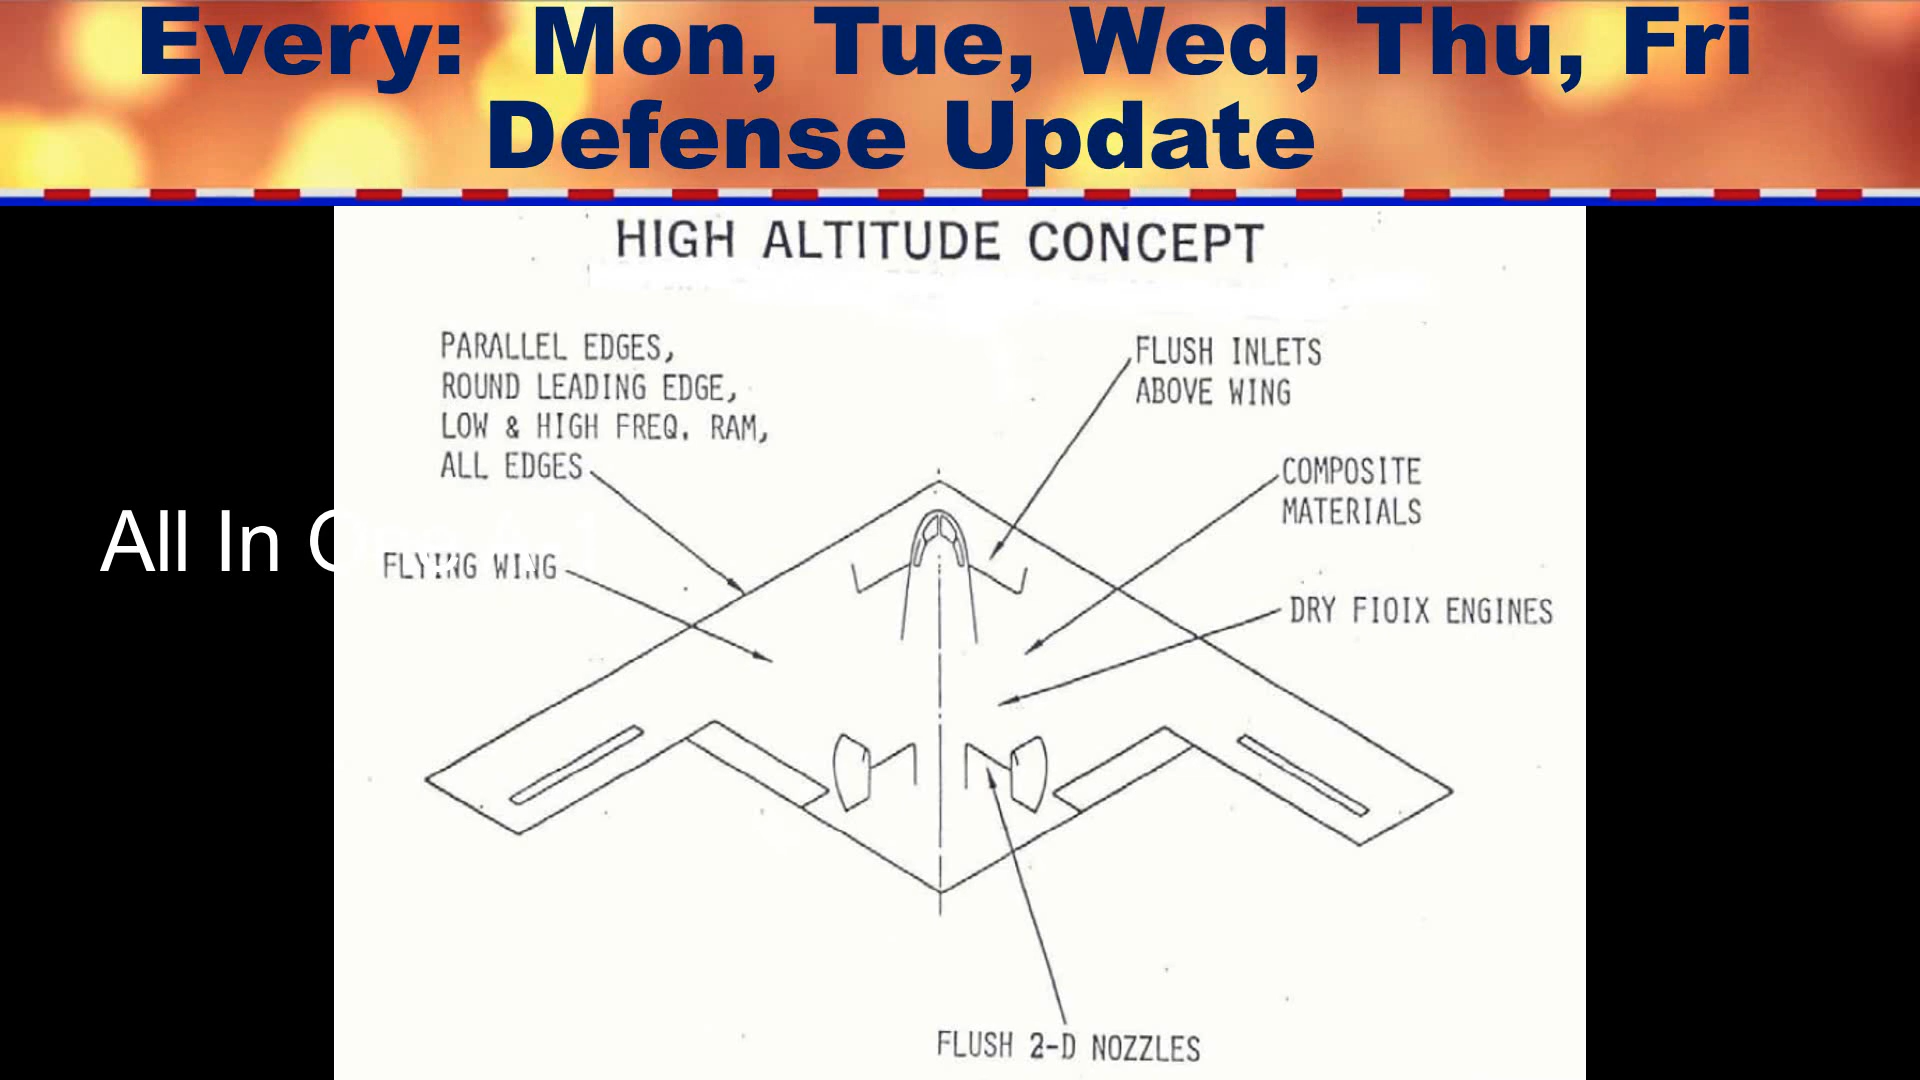 Every: Mon, Tue, Wed, Thu, Fri
Defense Update
HIGH ALTITUDE CONCEPT
PARALLEL EDGES,
ROUND LEADING EDGE,
LOW & HIGH FREQ. RAM,
ALL EDGES
FLUSH INLETS
ABOVE WING
COMPOSITE
MATERIALS
All In One
FLYING WING
DRY FIOIX ENGINES
FLUSH 2-D NOZZLES